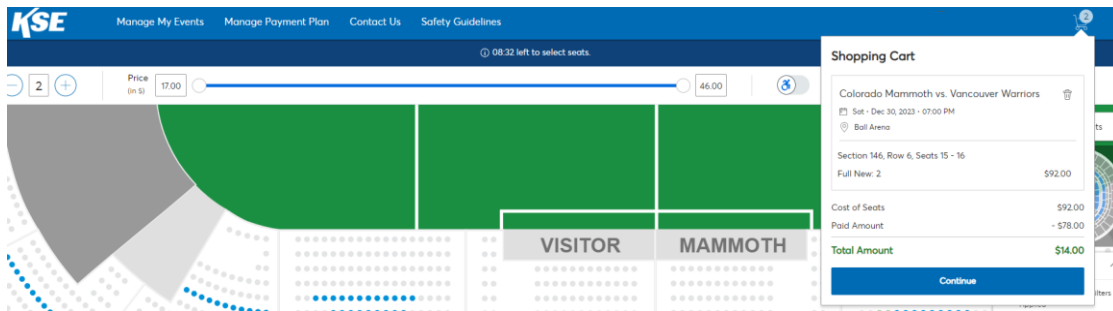 KSE Manage My Events Manage Payment Plan Contact Us Safety Guidelines 2
08:32 left to select seats.
2 Price (in $) 17.00 46.00
VISITOR MAMMOTH
Shopping Cart
Colorado Mammoth vs. Vancouver Warriors
Sat - Dec 30, 2023 - 07:00 PM
Ball Arena
Section 146, Row 6, Seats 15 - 16
Full New: 2 $92.00
Cost of Seats $92.00
Paid Amount - $78.00
Total Amount $14.00
Continue